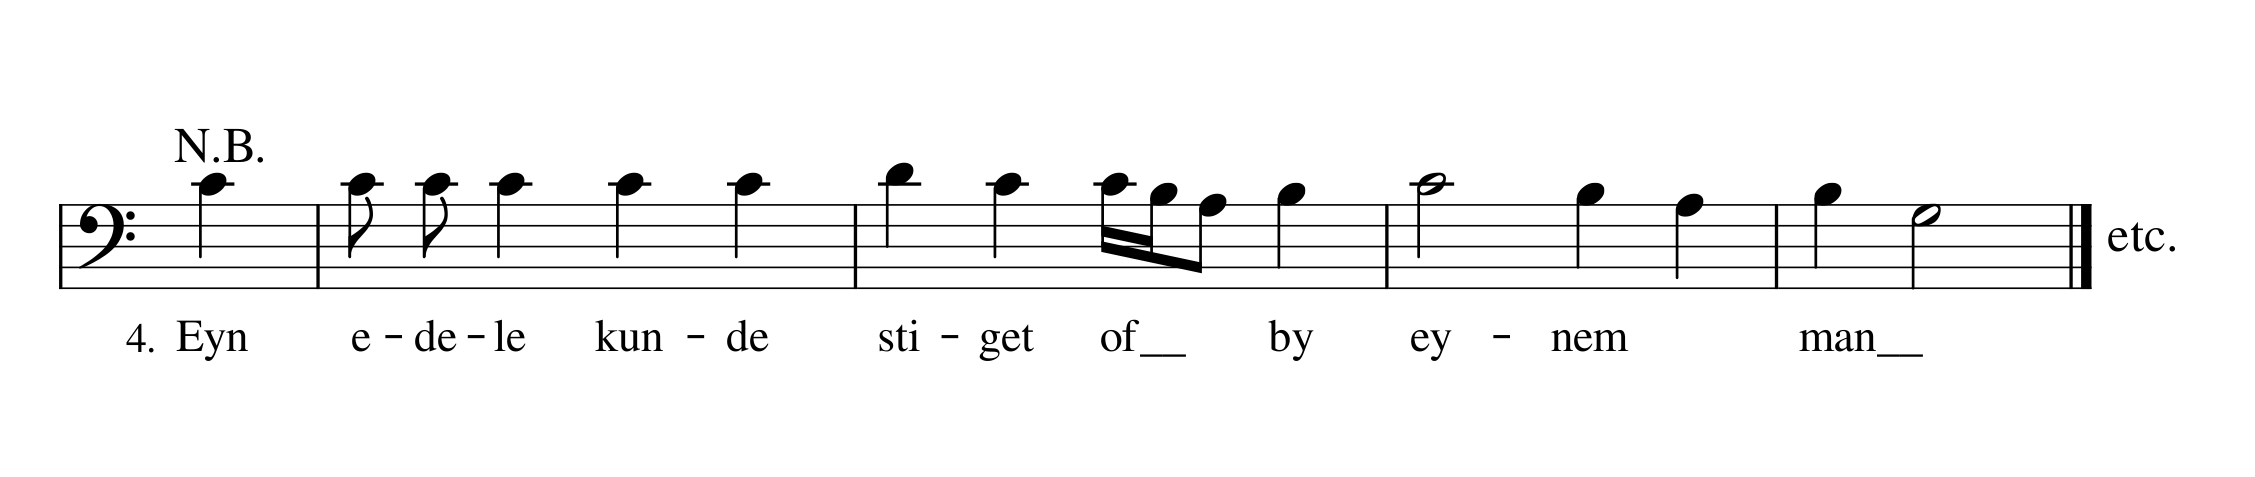 N.B.
etc.
4. Eyn e-de-le kun-de sti-get of__ by ey-nem man__